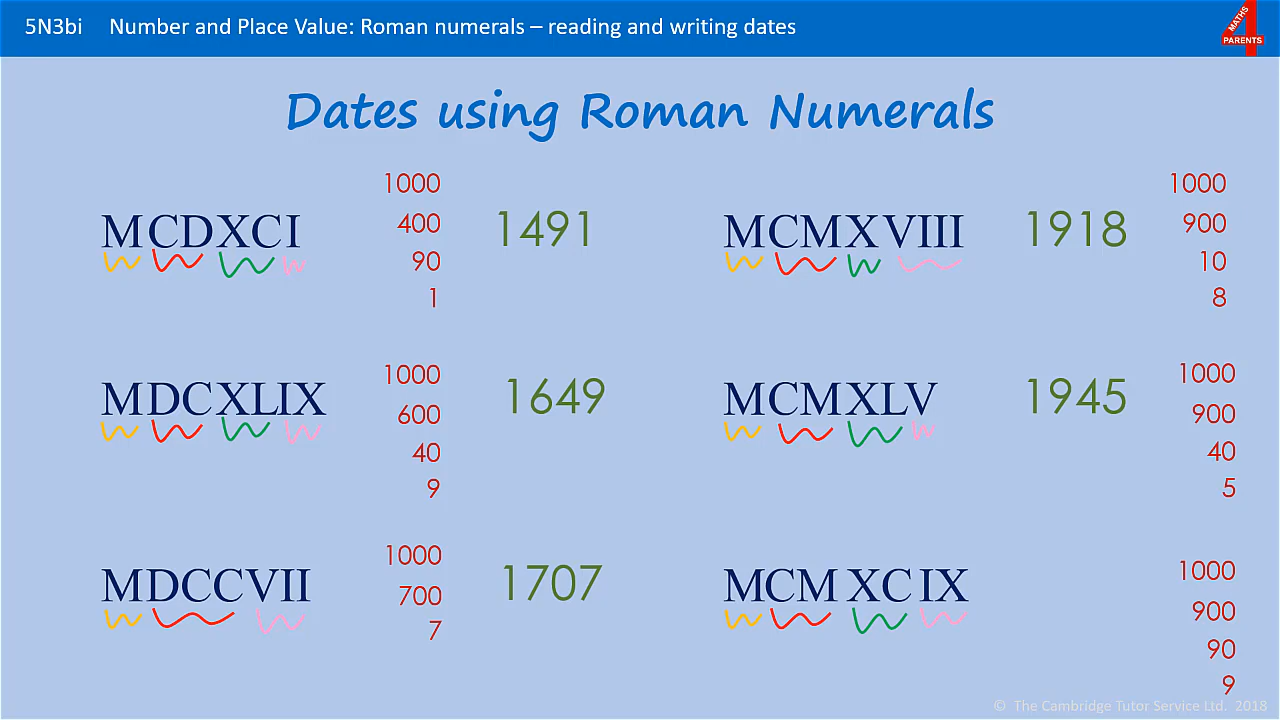 5N3bi Number and Place Value: Roman numerals – reading and writing dates
MATHS
4
PARENTS
Dates using Roman Numerals
MCDXCI
1000
400
90
1
1491
MCMXVIII
1918
1000
900
10
8
MDCXLIX
1000
600
40
9
1649
MCMXLV
1945
1000
900
40
5
MDCCVII
1000
700
7
1707
MCMXCIX
1000
900
90
9
© The Cambridge Tutor Service Ltd. 2018